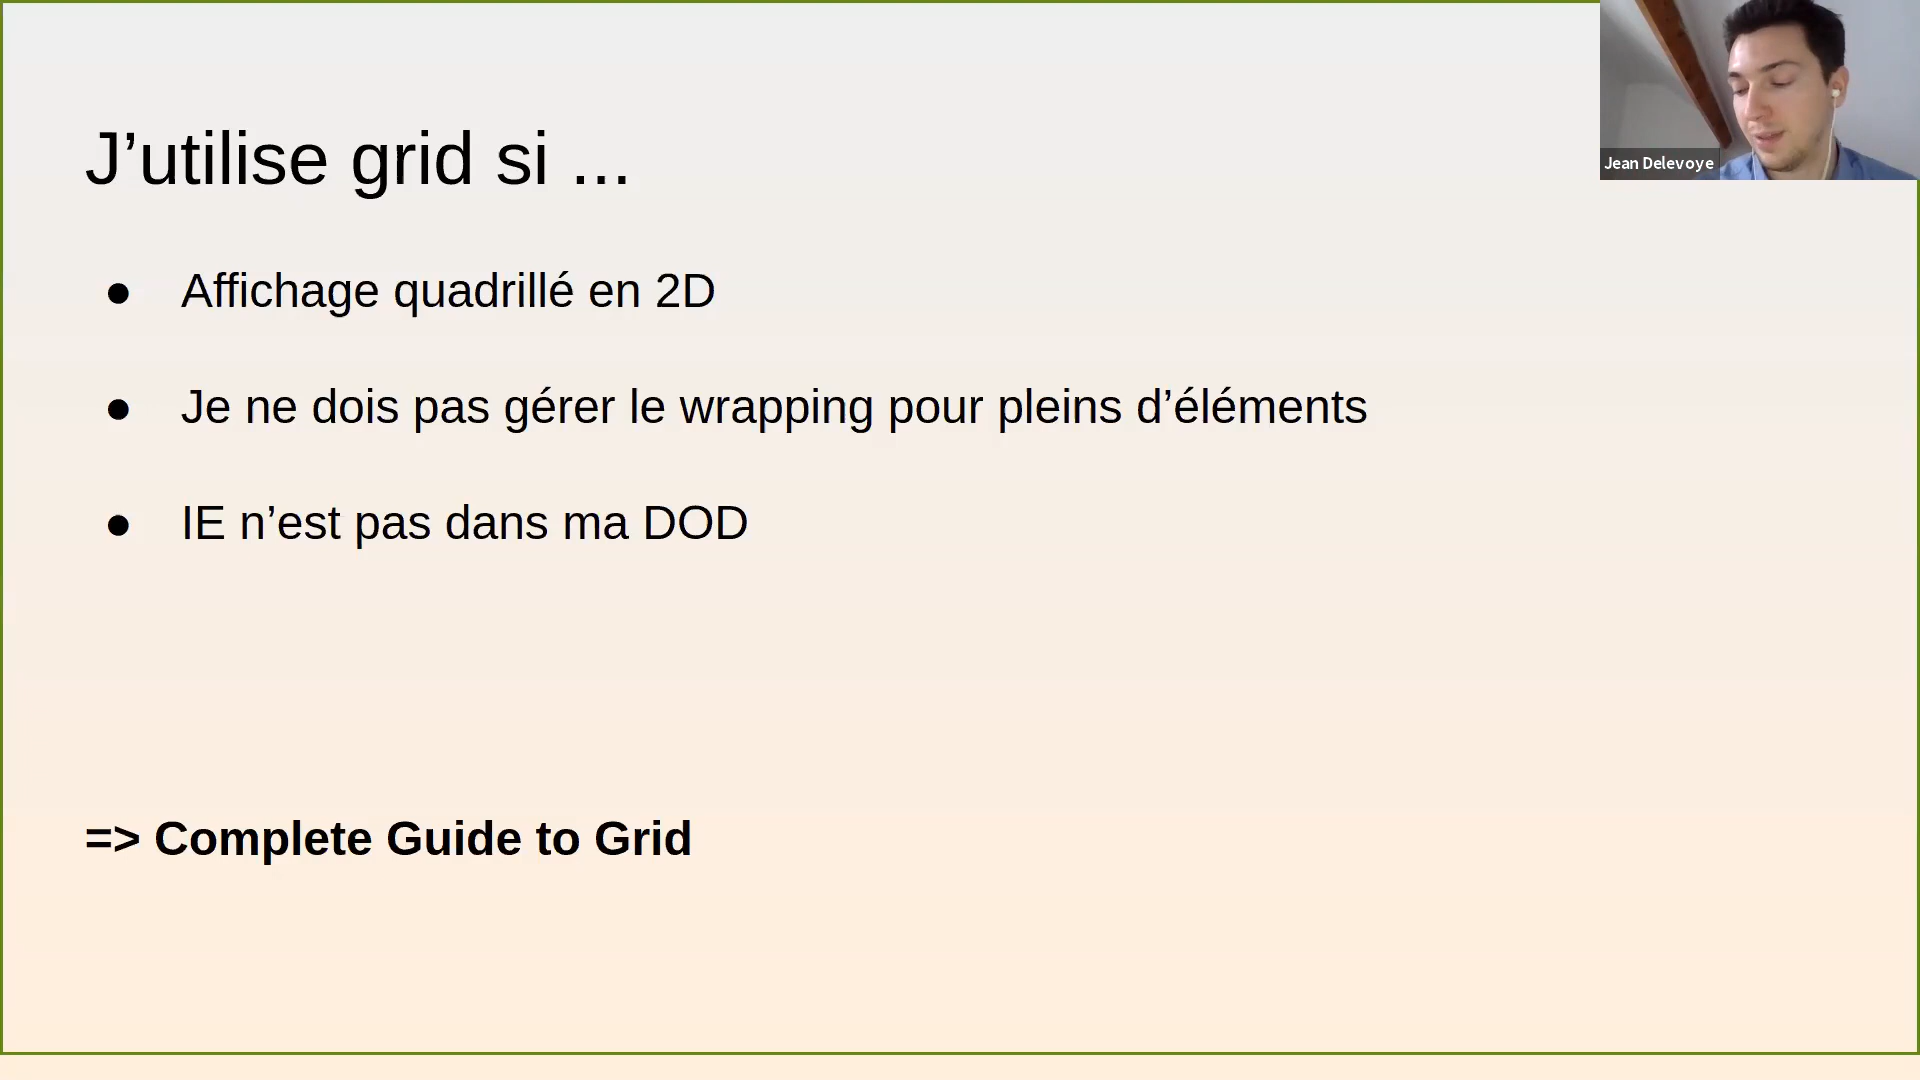 J’utilise grid si ...
Jean Delevoye
● Affichage quadrillé en 2D
● Je ne dois pas gérer le wrapping pour pleins d’éléments
● IE n’est pas dans ma DOD
=> Complete Guide to Grid